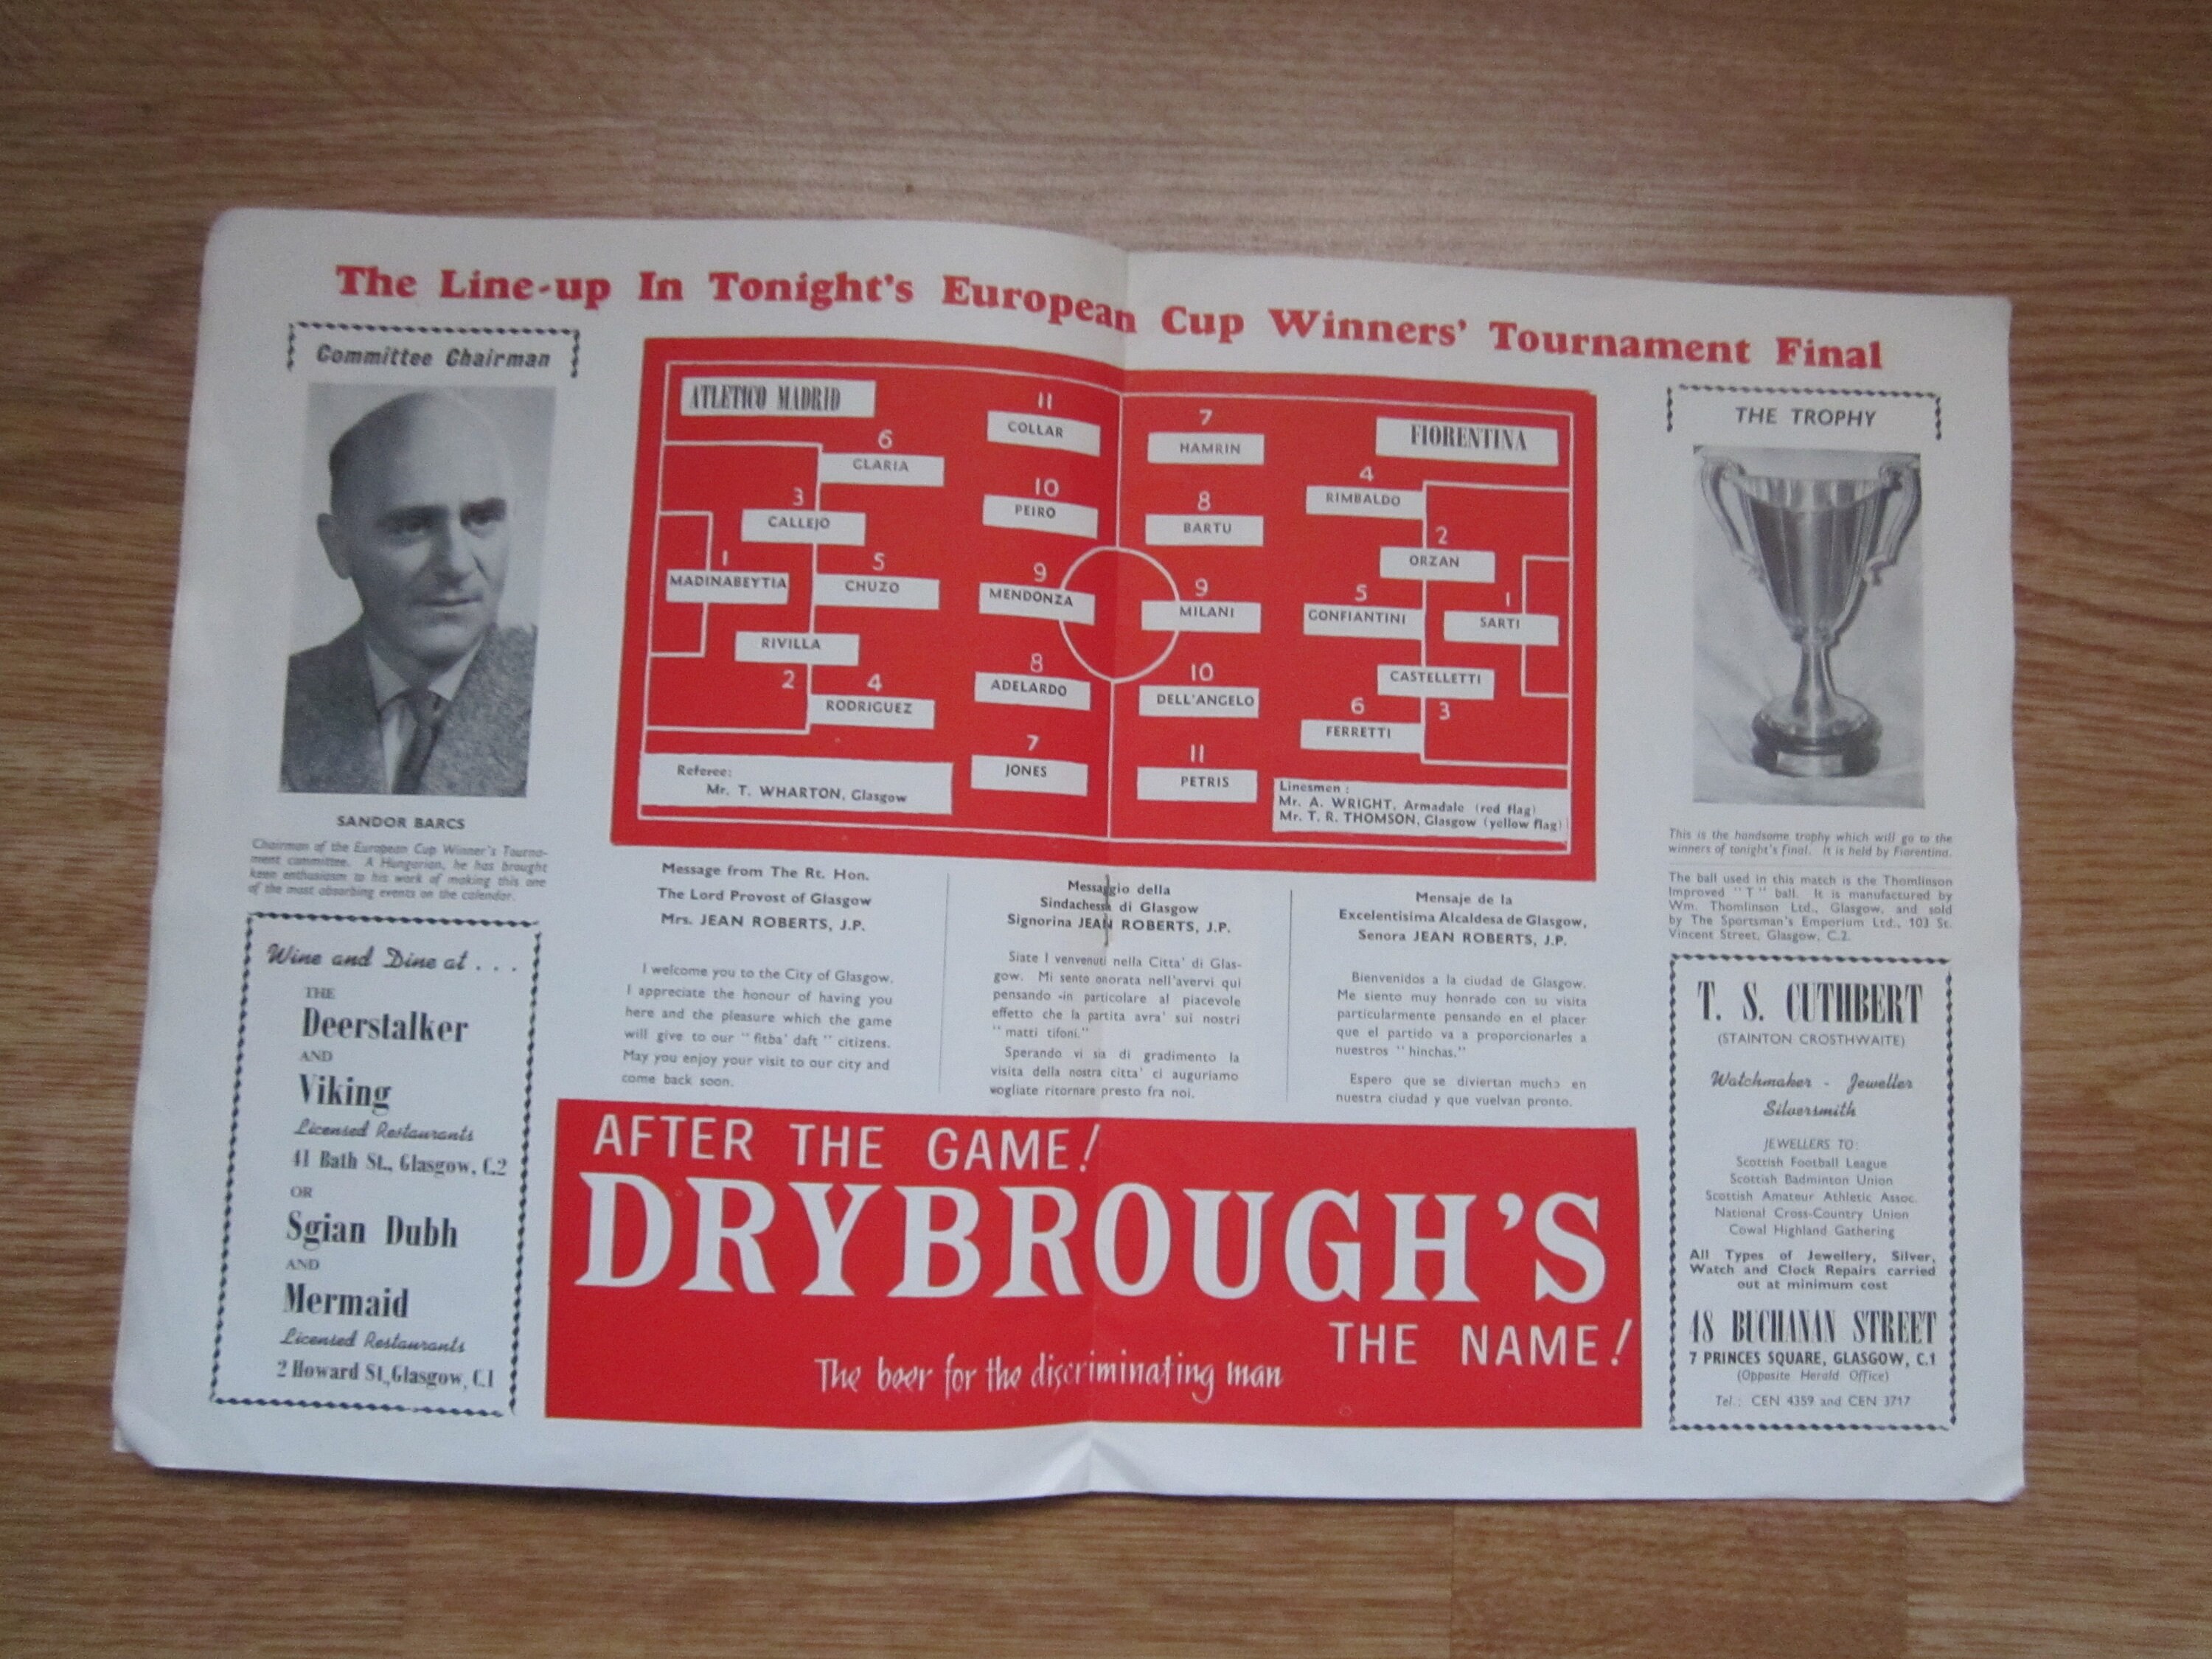 The Line-up In Tonight's European Cup Winners' Tournament Final
Committee Chairman
SANDOR BARCS
Chairman of the European Cup Winner's Tourna-
ment committee. A Hungarian, he has brought
keen enthusiasm to his work of making this one
of the most absorbing events on the calendar.
Wine and Dine at . . .
THE
Deerstalker
AND
Viking
Licensed Restaurants
41 Bath St., Glasgow, C.2
OR
Sgian Dubh
AND
Mermaid
Licensed Restaurants
2 Howard St., Glasgow, C.1
ATLETICO MADRID
11
COLLAR
6
GLARIA
10
PEIRO
3
CALLEJO
1
MADINABEYTIA
5
CHUZO
9
MENDONZA
RIVILLA
2
8
ADELARDO
4
RODRIGUEZ
7
JONES
Referee:
Mr. T. WHARTON, Glasgow
FIORENTINA
7
HAMRIN
4
RIMBALDO
8
BARTU
2
ORZAN
9
MILANI
5
GONFIANTINI
1
SARTI
10
DELL'ANGELO
CASTELLETTI
3
6
FERRETTI
11
PETRIS
Linesmen :
Mr. A. WRIGHT, Armadale (red flag)
Mr. T. R. THOMSON, Glasgow (yellow flag)
Message from The Rt. Hon.
The Lord Provost of Glasgow
Mrs. JEAN ROBERTS, J.P.
I welcome you to the City of Glasgow.
I appreciate the honour of having you
here and the pleasure which the game
will give to our " fitba' daft " citizens.
May you enjoy your visit to our city and
come back soon.
Messaggio della
Sindachessa di Glasgow
Signorina JEAN ROBERTS, J.P.
Siate I venvenuti nella Citta' di Glas-
gow. Mi sento onorata nell'avervi qui
pensando -in particolare al piacevole
effetto che la partita avra' sui nostri
" matti tifoni."
Sperando vi sia di gradimento la
visita della nostra citta' ci auguriamo
vogliate ritornare presto fra noi.
Mensaje de la
Excelentisima Alcaldesa de Glasgow,
Senora JEAN ROBERTS, J.P.
Bienvenidos a la ciudad de Glasgow.
Me siento muy honrado con su visita
particularmente pensando en el placer
que el partido va a proporcionarles a
nuestros " hinchas."
Espero que se diviertan mucho en
nuestra ciudad y que vuelvan pronto.
AFTER THE GAME!
DRYBROUGH'S
THE NAME!
The beer for the discriminating man
THE TROPHY
This is the handsome trophy which will go to the
winners of tonight's final. It is held by Fiorentina.
The ball used in this match is the Thomlinson
Improved " T " ball. It is manufactured by
Wm. Thomlinson Ltd., Glasgow, and sold
by The Sportsman's Emporium Ltd., 103 St.
Vincent Street, Glasgow, C.2.
T. S. CUTHBERT
(STAINTON CROSTHWAITE)
Watchmaker - Jeweller
Silversmith
JEWELLERS TO:
Scottish Football League
Scottish Badminton Union
Scottish Amateur Athletic Assoc.
National Cross-Country Union
Cowal Highland Gathering
All Types of Jewellery, Silver,
Watch and Clock Repairs carried
out at minimum cost
48 BUCHANAN STREET
7 PRINCES SQUARE, GLASGOW, C.1
(Opposite Herald Office)
Tel.: CEN 4359 and CEN 3717